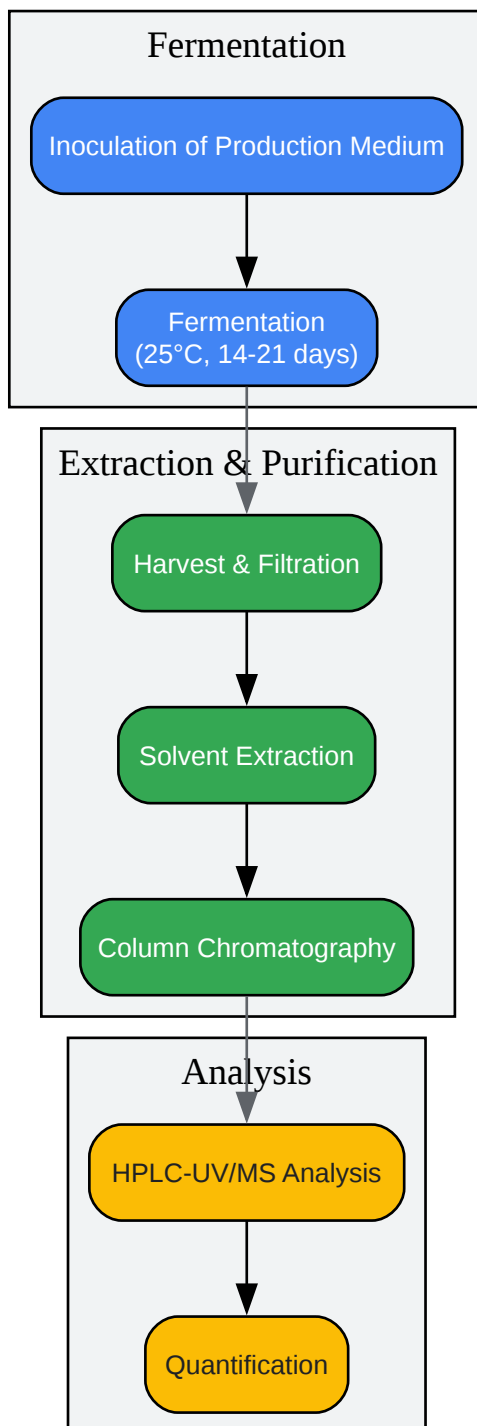 Fermentation
Inoculation of Production Medium
Fermentation
(25°C, 14-21 days)
Extraction & Purification
Harvest & Filtration
Solvent Extraction
Column Chromatography
Analysis
HPLC-UV/MS Analysis
Quantification